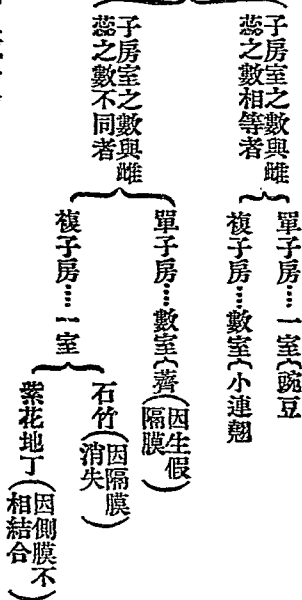 子房室之數與雌
蕊之數相等者
單子房……一室{豌豆
複子房……數室{小連翹
子房室之數與雌
蕊之數不同者
單子房……數室{薺(因生假
隔膜)
複子房……一室
石竹(因隔膜
消失)
紫花地丁(因側膜不
相結合)